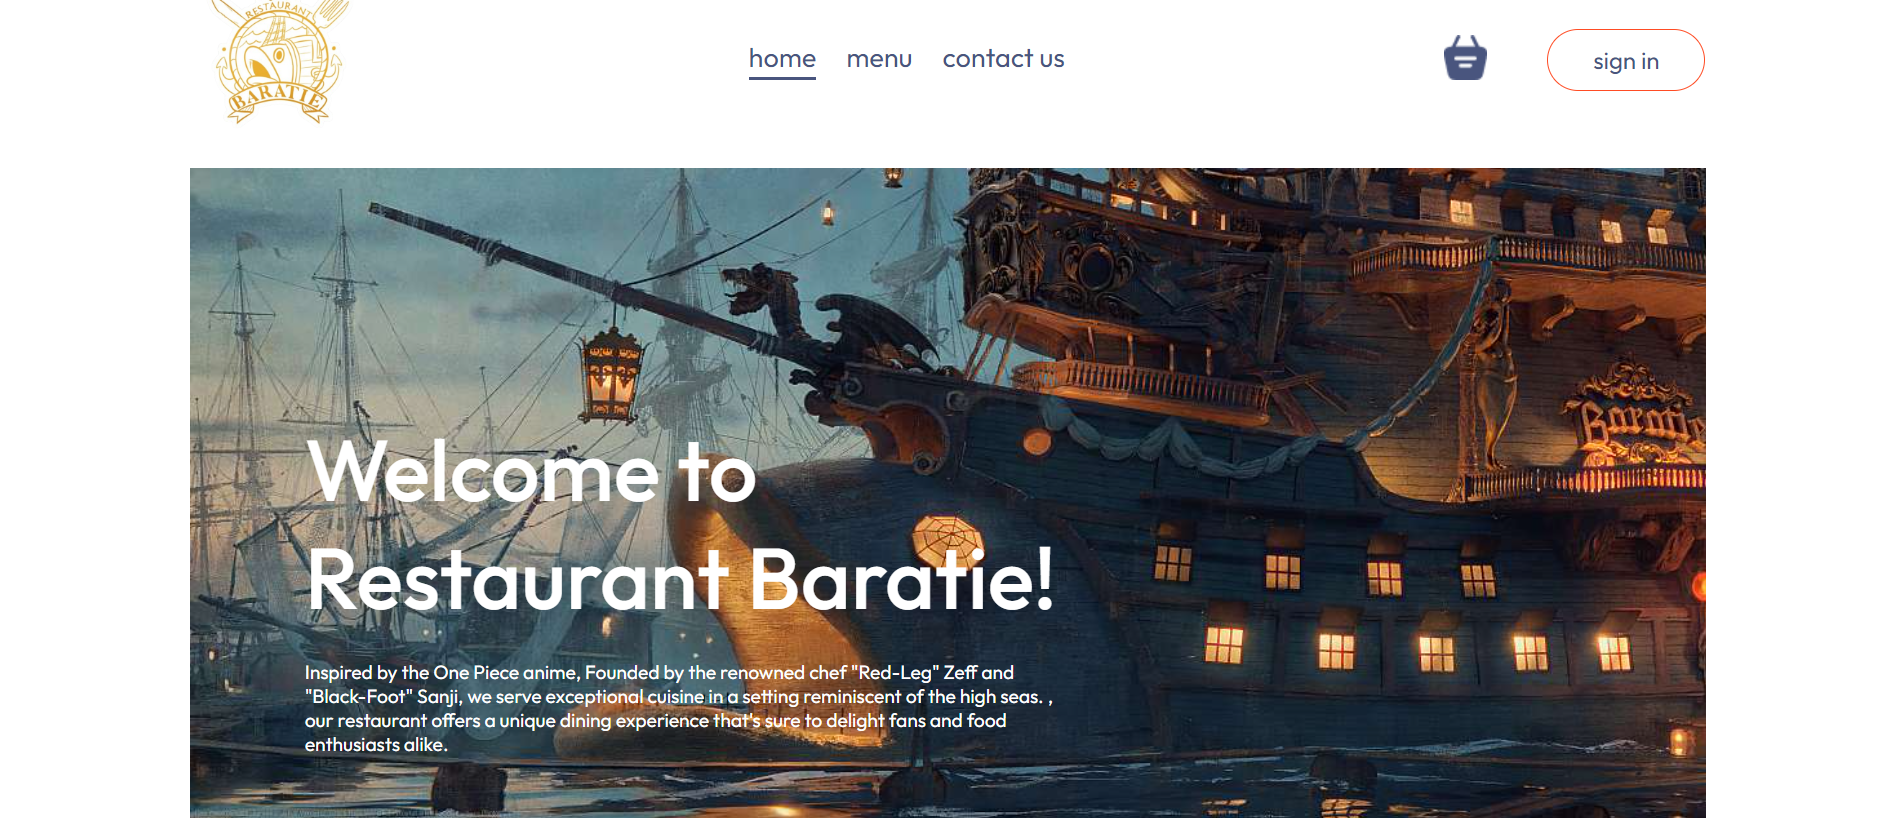 RESTAURANT
BARATIE
home menu contact us
sign in
Baratie
Welcome to
Restaurant Baratie!
Inspired by the One Piece anime, Founded by the renowned chef "Red-Leg" Zeff and
"Black-Foot" Sanji, we serve exceptional cuisine in a setting reminiscent of the high seas. ,
our restaurant offers a unique dining experience that's sure to delight fans and food
enthusiasts alike.